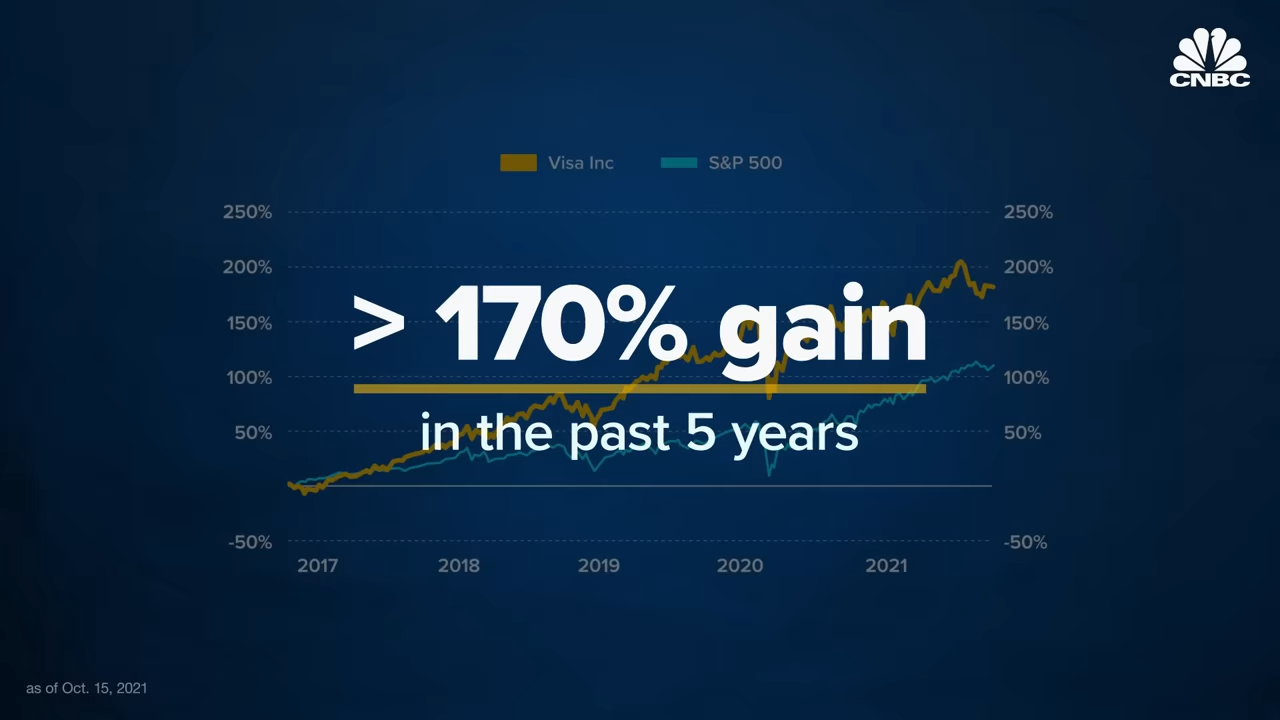 CNBC
Visa Inc S&P 500
250% 250%
200% 200%
150% 150%
100% 100%
50% 50%
-50% -50%
2017 2018 2019 2020 2021
> 170% gain
in the past 5 years
as of Oct. 15, 2021